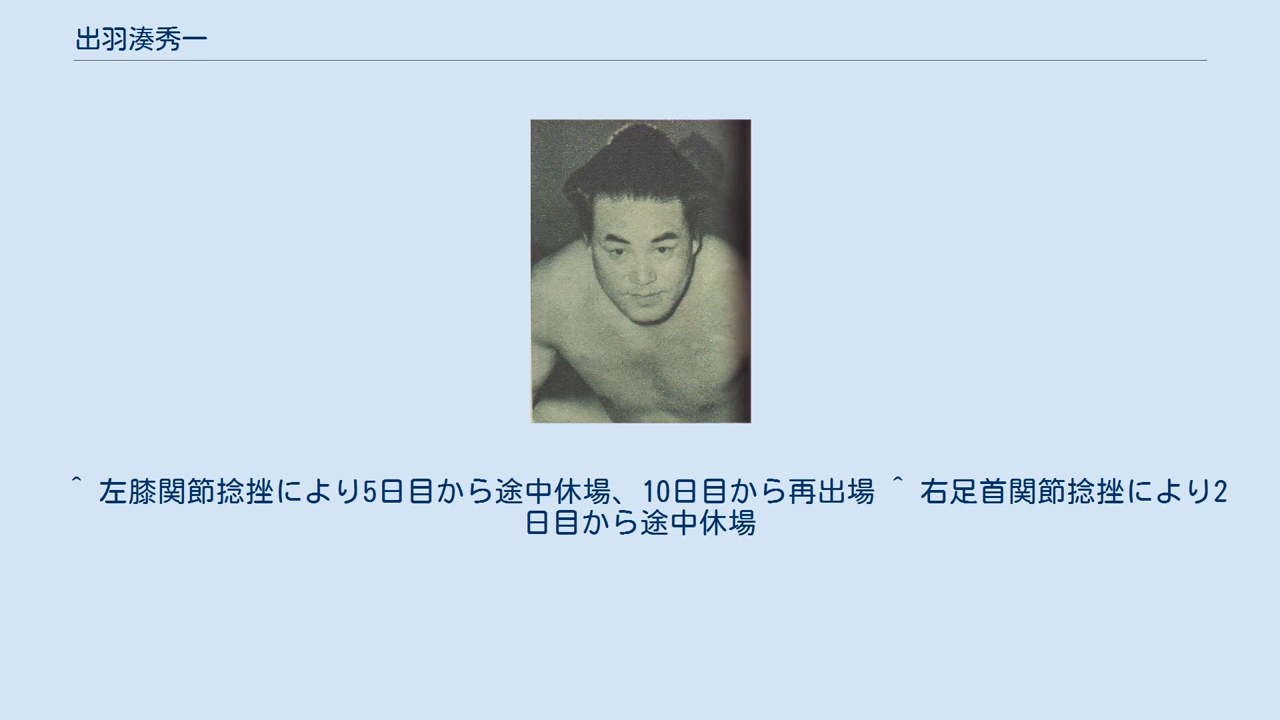 出羽湊秀一
^ 左膝関節捻挫により5日目から途中休場、10日目から再出場 ^ 右足首関節捻挫により2
日目から途中休場